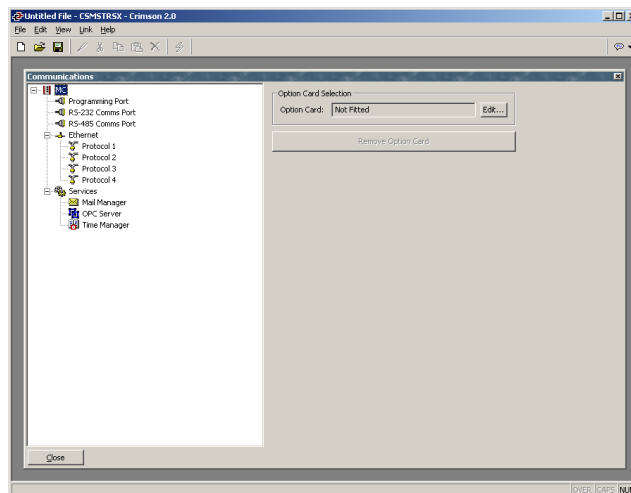 Untitled File - CSMSTRSX - Crimson 2.0
File Edit View Link Help
Communications
MC
Programming Port
RS-232 Comms Port
RS-485 Comms Port
Ethernet
Protocol 1
Protocol 2
Protocol 3
Protocol 4
Services
Mail Manager
OPC Server
Time Manager
Option Card Selection
Option Card: Not Fitted Edit...
Remove Option Card
Close
OVER CAPS NUM